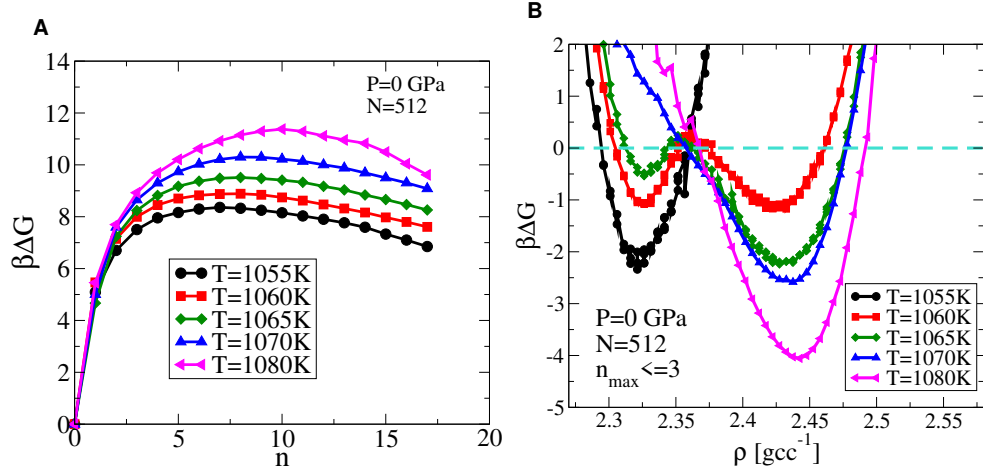 A
βΔG
14
12
10
8
6
4
2
0
P=0 GPa
N=512
T=1055K
T=1060K
T=1065K
T=1070K
T=1080K
0
5
10
15
20
n
B
βΔG
2
1
0
-1
-2
-3
-4
-5
P=0 GPa
N=512
n_max <=3
T=1055K
T=1060K
T=1065K
T=1070K
T=1080K
2.3
2.35
2.4
2.45
2.5
2.55
ρ [gcc⁻¹]